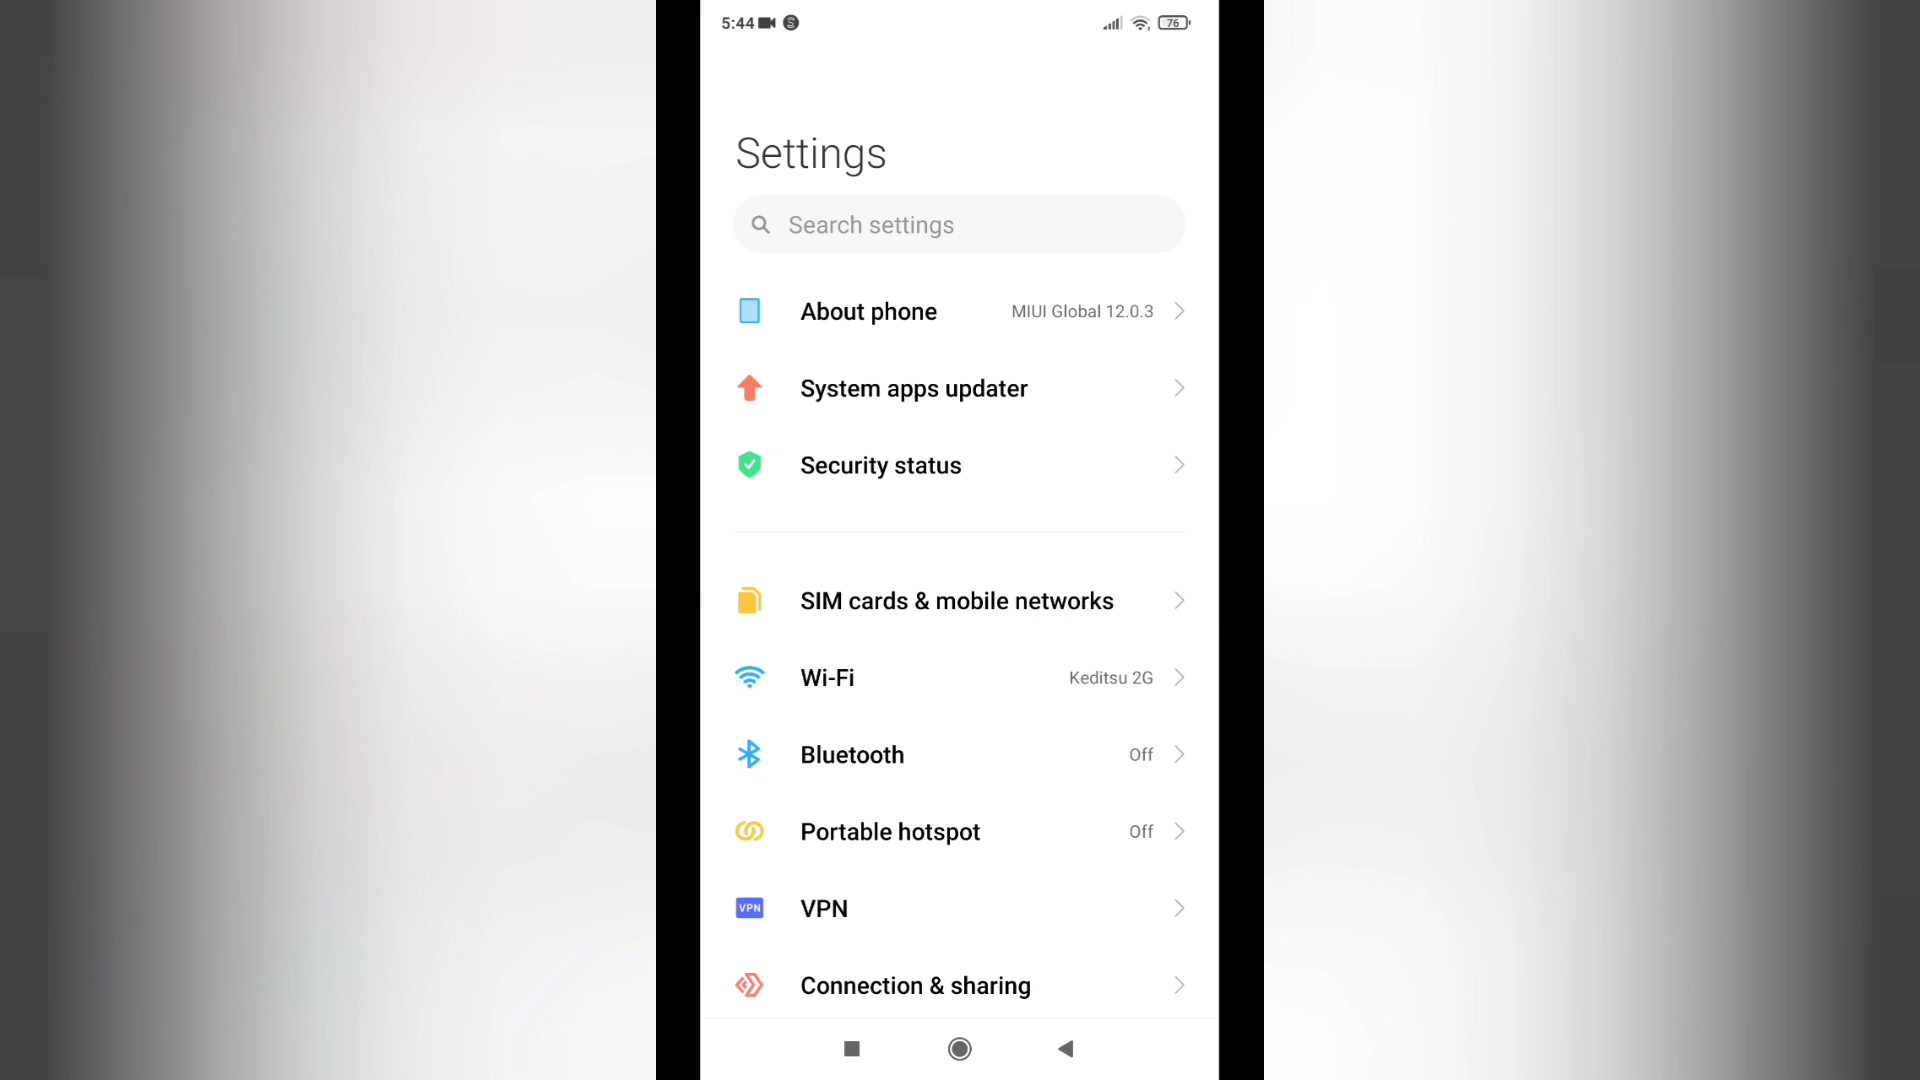 5:44 76
Settings
Search settings
About phone MIUI Global 12.0.3
System apps updater
Security status
SIM cards & mobile networks
Wi-Fi Keditsu 2G
Bluetooth Off
Portable hotspot Off
VPN VPN
Connection & sharing